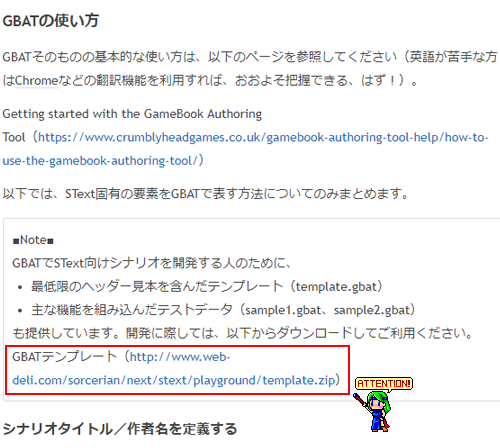 GBATの使い方
GBATそのものの基本的な使い方は、以下のページを参照してください（英語が苦手な方
はChromeなどの翻訳機能を利用すれば、おおよそ把握できる、はず！）。
Getting started with the GameBook Authoring
Tool（https://www.crumblyheadgames.co.uk/gamebook-authoring-tool-help/how-to-
use-the-gamebook-authoring-tool/）
以下では、SText固有の要素をGBATで表す方法についてのみまとめます。
■Note■
GBATでSText向けシナリオを開発する人のために、
• 最低限のヘッダー見本を含んだテンプレート（template.gbat）
• 主な機能を組み込んだテストデータ（sample1.gbat、sample2.gbat）
も提供しています。開発に際しては、以下からダウンロードしてご利用ください。
GBATテンプレート（http://www.web-
deli.com/sorcerian/next/stext/playground/template.zip）
ATTENTION!
シナリオタイトル／作者名を定義する